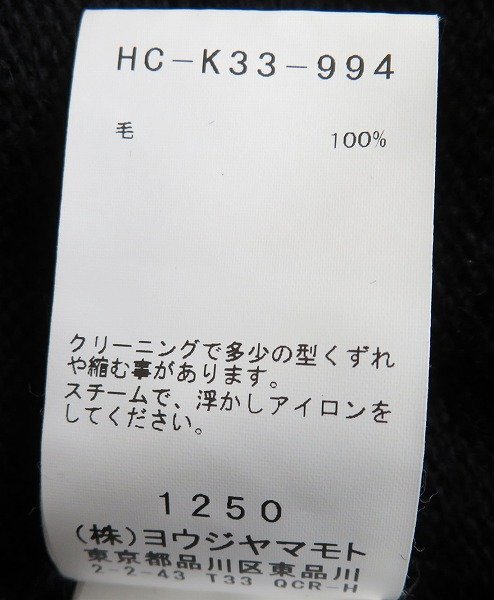 HC-K33-994
毛 100%
クリーニングで多少の型くずれ
や縮む事があります。
スチームで、浮かしアイロンを
してください。
1250
(株)ヨウジヤマモト
東京都品川区東品川
2-2-43 T33 QCR-H